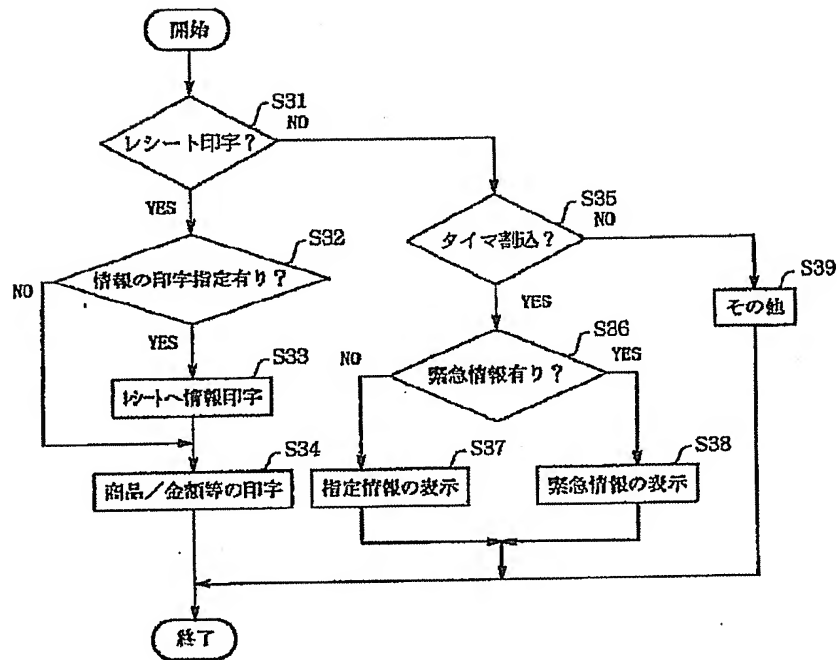 開始
S31
レシート印字?
NO
YES
S35
タイマ割込?
NO
S32
情報の印字指定有り?
NO
YES
S39
その他
YES
S36
緊急情報有り?
NO
YES
S33
レシートへ情報印字
S34
商品/金額等の印字
S37
指定情報の表示
S38
緊急情報の表示
終了